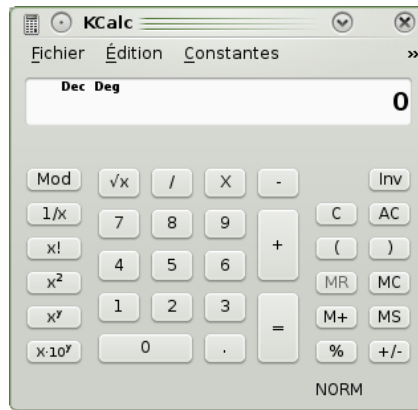 KCalc
Fichier Édition Constantes »
Dec Deg
0
Mod √x / X - Inv
1/x 7 8 9 + C AC
x! ( )
4 5 6
x² MR MC
1 2 3 =
xʸ M+ MS
x·10ʸ 0 . % +/-
NORM